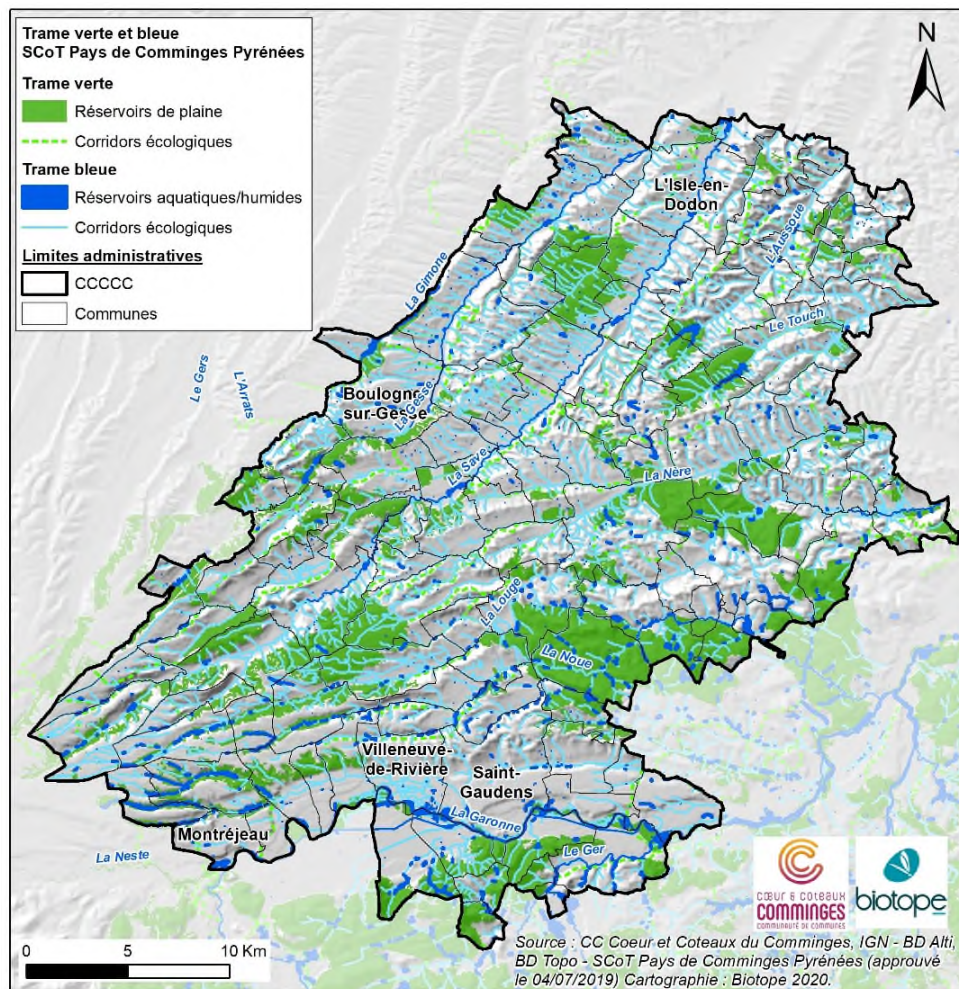 Trame verte et bleue
SCoT Pays de Comminges Pyrénées
Trame verte
Réservoirs de plaine
Corridors écologiques
Trame bleue
Réservoirs aquatiques/humides
Corridors écologiques
Limites administratives
CCCCC
Communes
N
L'Isle-en-
Dodon
L'Aussoue
La Gimone
Le Touch
Le Gers
L'Arrats
Boulogne
sur-Gesse
La Gesse
La Save
La Nère
La Louge
La Noue
Villeneuve-
de-Rivière
Saint-
Gaudens
La Garonne
Montréjeau
La Neste
Le Ger
0 5 10 Km
cœur & coteaux
COMMINGES
COMMUNAUTÉ DE COMMUNES
biotope
Source : CC Coeur et Coteaux du Comminges, IGN - BD Alti,
BD Topo - SCoT Pays de Comminges Pyrénées (approuvé
le 04/07/2019) Cartographie : Biotope 2020.